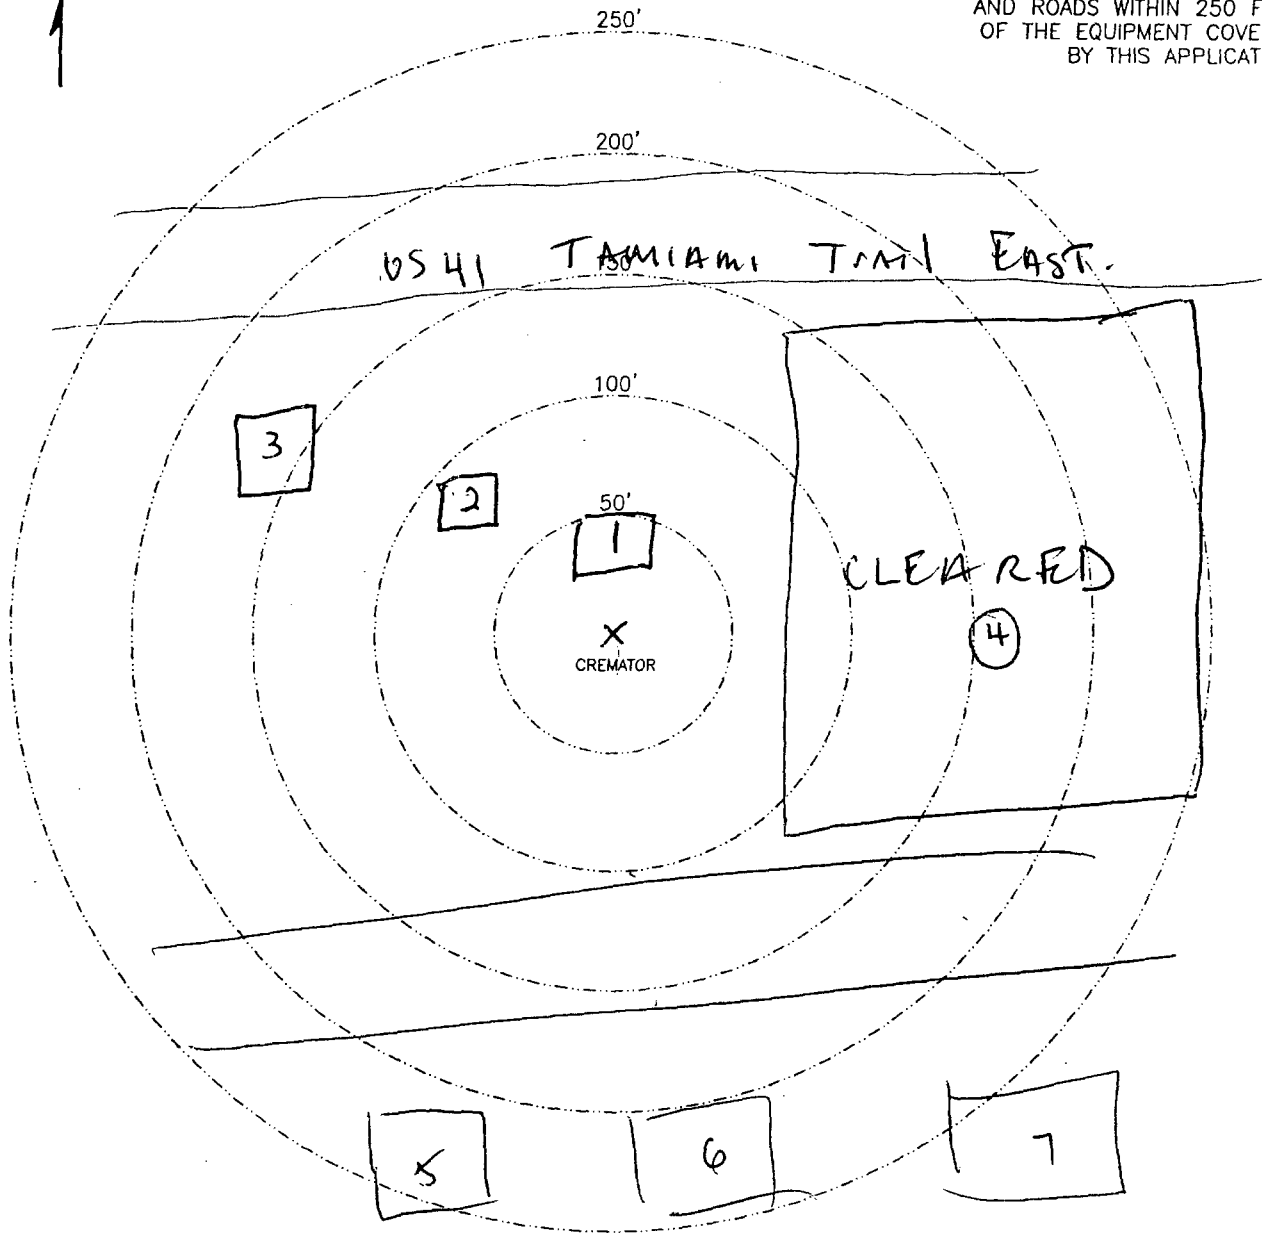 250'
AND ROADS WITHIN 250 F
OF THE EQUIPMENT COVE
BY THIS APPLICAT
200'
US 41 TAMIAMI Trail EAST.
150'
100'
3
2
50'
1
CLEARED
4
X
CREMATOR
5
6
7